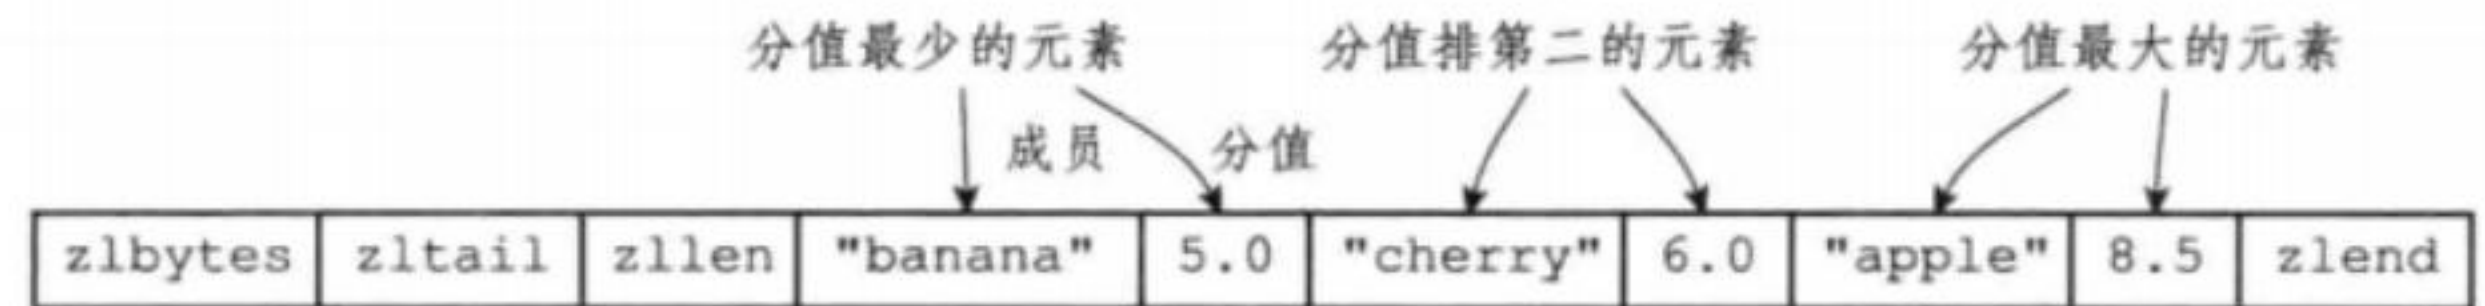 分值最少的元素 分值排第二的元素 分值最大的元素
成员 分值
zlbytes zltail zllen "banana" 5.0 "cherry" 6.0 "apple" 8.5 zlend